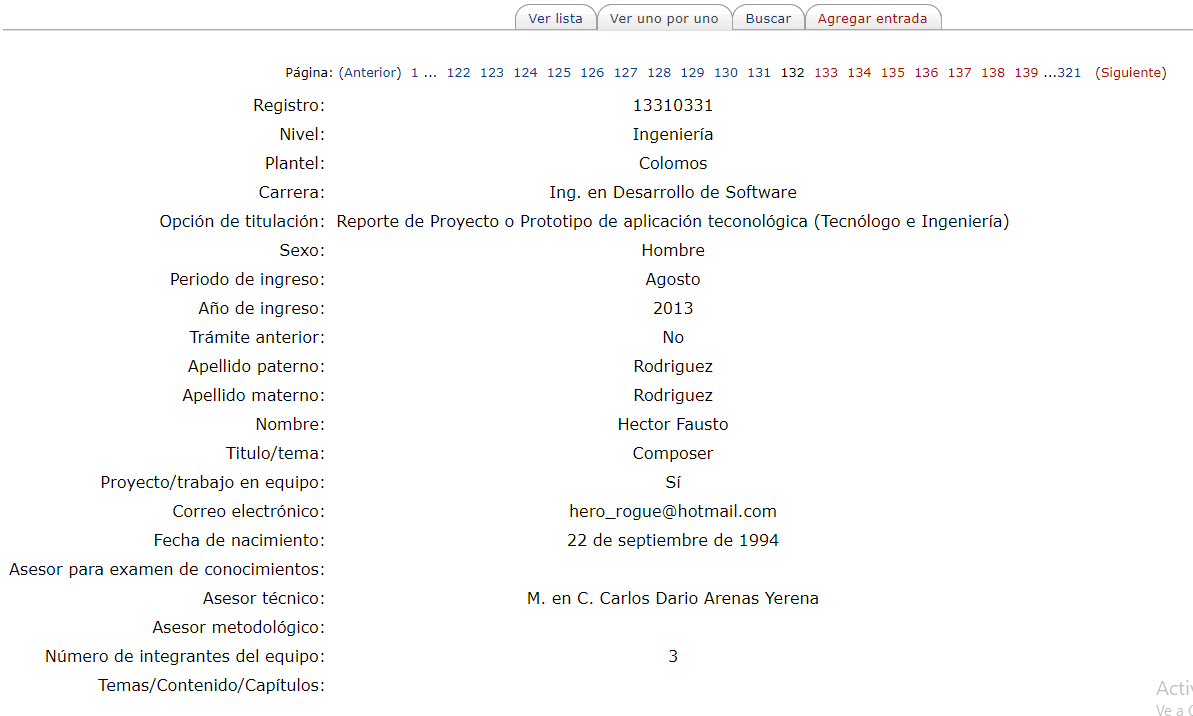 Ver lista Ver uno por uno Buscar Agregar entrada
Página: (Anterior) 1 ... 122 123 124 125 126 127 128 129 130 131 132 133 134 135 136 137 138 139 ...321 (Siguiente)
Registro: 13310331
Nivel: Ingeniería
Plantel: Colomos
Carrera: Ing. en Desarrollo de Software
Opción de titulación: Reporte de Proyecto o Prototipo de aplicación teconológica (Tecnólogo e Ingeniería)
Sexo: Hombre
Periodo de ingreso: Agosto
Año de ingreso: 2013
Trámite anterior: No
Apellido paterno: Rodriguez
Apellido materno: Rodriguez
Nombre: Hector Fausto
Titulo/tema: Composer
Proyecto/trabajo en equipo: Sí
Correo electrónico: hero_rogue@hotmail.com
Fecha de nacimiento: 22 de septiembre de 1994
Asesor para examen de conocimientos:
Asesor técnico: M. en C. Carlos Dario Arenas Yerena
Asesor metodológico:
Número de integrantes del equipo: 3
Temas/Contenido/Capítulos:
Activ
Ve a C